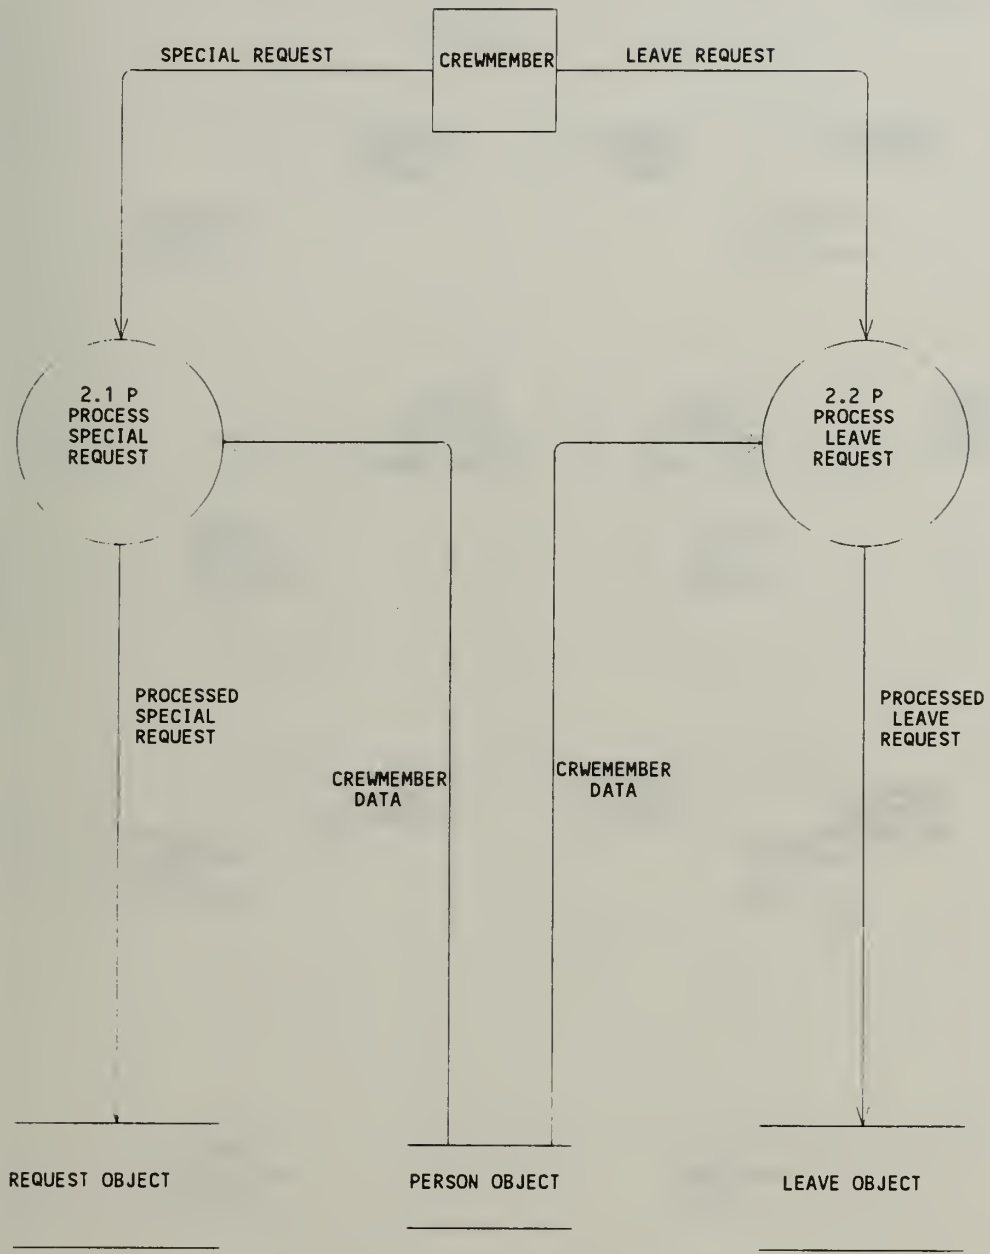 SPECIAL REQUEST
CREWMEMBER
LEAVE REQUEST
2.1 P
PROCESS
SPECIAL
REQUEST
2.2 P
PROCESS
LEAVE
REQUEST
PROCESSED
SPECIAL
REQUEST
PROCESSED
LEAVE
REQUEST
CREWMEMBER
DATA
CRWEMEMBER
DATA
REQUEST OBJECT
PERSON OBJECT
LEAVE OBJECT